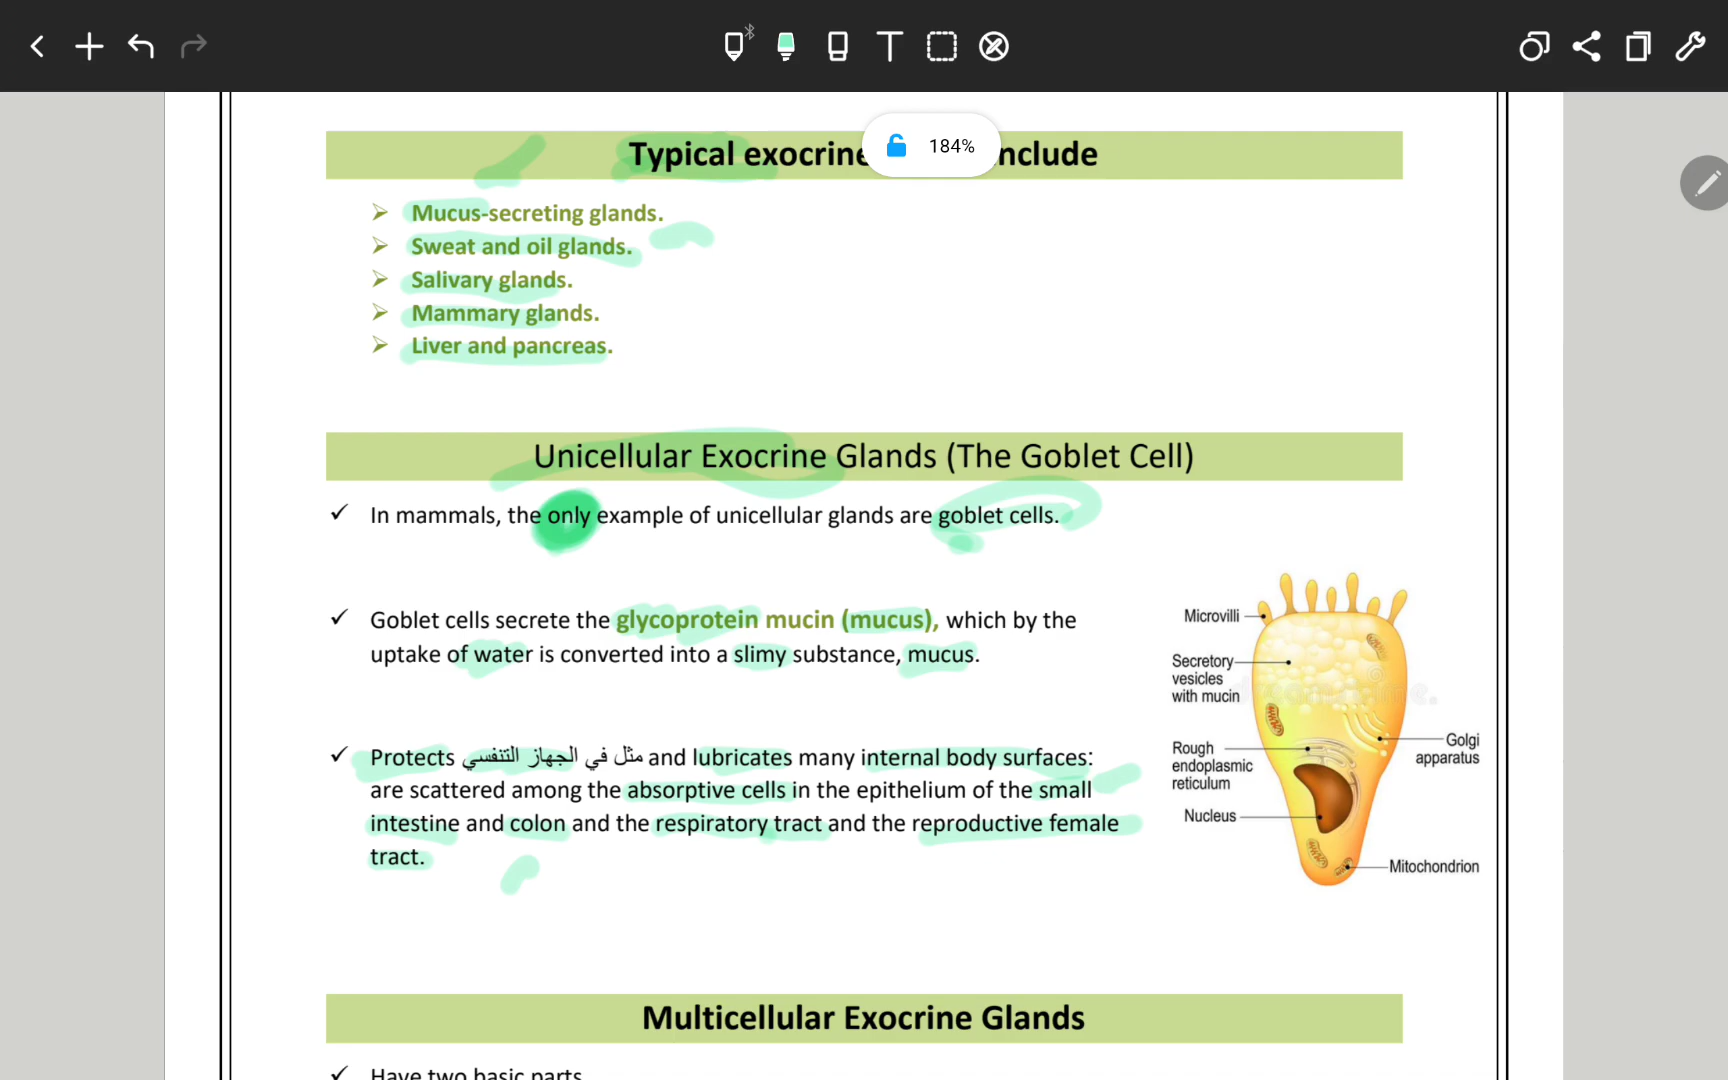 184%
Typical exocrine nclude
Mucus-secreting glands.
Sweat and oil glands.
Salivary glands.
Mammary glands.
Liver and pancreas.
Unicellular Exocrine Glands (The Goblet Cell)
In mammals, the only example of unicellular glands are goblet cells.
Goblet cells secrete the glycoprotein mucin (mucus), which by the
uptake of water is converted into a slimy substance, mucus.
Protects مثل في الجهاز التنفسي and lubricates many internal body surfaces:
are scattered among the absorptive cells in the epithelium of the small
intestine and colon and the respiratory tract and the reproductive female
tract.
Microvilli
Secretory
vesicles
with mucin
Rough
endoplasmic
reticulum
Nucleus
Golgi
apparatus
Mitochondrion
Multicellular Exocrine Glands
Have two basic parts